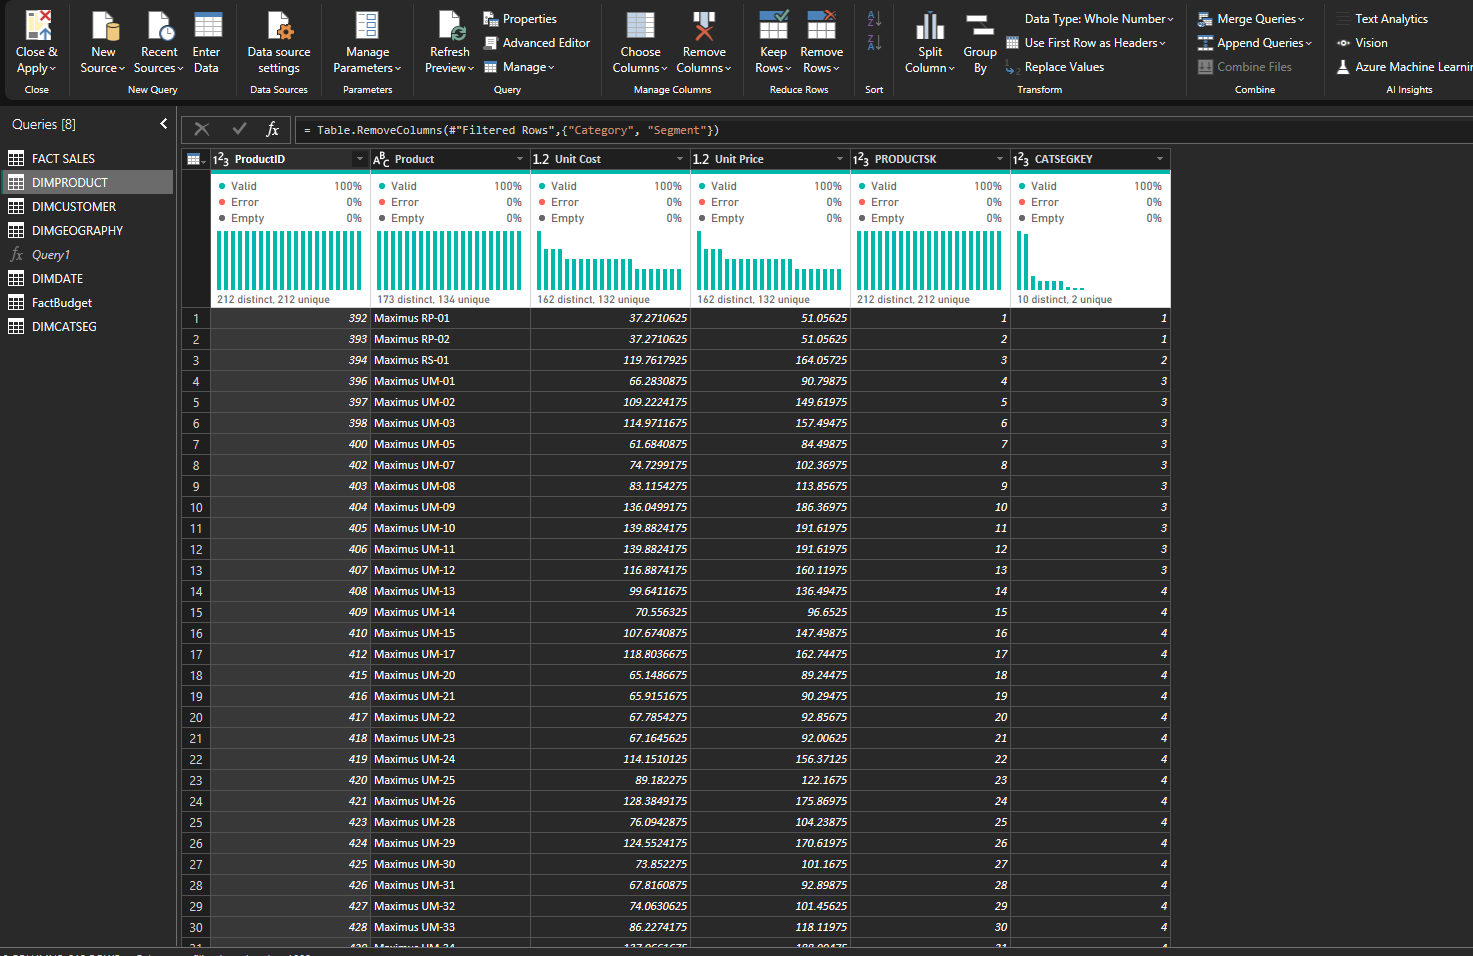 Close & Apply
New Source
Recent Sources
Enter Data
Data source settings
Manage Parameters
Refresh Preview
Properties
Advanced Editor
Manage
Choose Columns
Remove Columns
Keep Rows
Remove Rows
Split Column
Group By
Data Type: Whole Number
Use First Row as Headers
Replace Values
Merge Queries
Append Queries
Combine Files
Text Analytics
Vision
Azure Machine Learnin
Close
New Query
Data Sources
Parameters
Query
Manage Columns
Reduce Rows
Sort
Transform
Combine
AI Insights
Queries [8]
FACT SALES
DIMPRODUCT
DIMCUSTOMER
DIMGEOGRAPHY
Query1
DIMDATE
FactBudget
DIMCATSEG
= Table.RemoveColumns(#"Filtered Rows",{"Category", "Segment"})
ProductID Product Unit Cost Unit Price PRODUCTSK CATSEGKEY
Valid 100% Valid 100% Valid 100% Valid 100% Valid 100% Valid 100%
Error 0% Error 0% Error 0% Error 0% Error 0% Error 0%
Empty 0% Empty 0% Empty 0% Empty 0% Empty 0% Empty 0%
212 distinct, 212 unique 173 distinct, 134 unique 162 distinct, 132 unique 162 distinct, 132 unique 212 distinct, 212 unique 10 distinct, 2 unique
1 392 Maximus RP-01 37.2710625 51.05625 1 1
2 393 Maximus RP-02 37.2710625 51.05625 2 1
3 394 Maximus RS-01 119.7617925 164.05725 3 2
4 396 Maximus UM-01 66.2830875 90.79875 4 3
5 397 Maximus UM-02 109.2224175 149.61975 5 3
6 398 Maximus UM-03 114.9711675 157.49475 6 3
7 400 Maximus UM-05 61.6840875 84.49875 7 3
8 402 Maximus UM-07 74.7299175 102.36975 8 3
9 403 Maximus UM-08 83.1154275 113.85675 9 3
10 404 Maximus UM-09 136.0499175 186.36975 10 3
11 405 Maximus UM-10 139.8824175 191.61975 11 3
12 406 Maximus UM-11 139.8824175 191.61975 12 3
13 407 Maximus UM-12 116.8874175 160.11975 13 3
14 408 Maximus UM-13 99.6411675 136.49475 14 4
15 409 Maximus UM-14 70.556325 96.6525 15 4
16 410 Maximus UM-15 107.6740875 147.49875 16 4
17 412 Maximus UM-17 118.8036675 162.74475 17 4
18 415 Maximus UM-20 65.1486675 89.24475 18 4
19 416 Maximus UM-21 65.9151675 90.29475 19 4
20 417 Maximus UM-22 67.7854275 92.85675 20 4
21 418 Maximus UM-23 67.1645625 92.00625 21 4
22 419 Maximus UM-24 114.1510125 156.37125 22 4
23 420 Maximus UM-25 89.182275 122.1675 23 4
24 421 Maximus UM-26 128.3849175 175.86975 24 4
25 423 Maximus UM-28 76.0942875 104.23875 25 4
26 424 Maximus UM-29 124.5524175 170.61975 26 4
27 425 Maximus UM-30 73.852275 101.1675 27 4
28 426 Maximus UM-31 67.8160875 92.89875 28 4
29 427 Maximus UM-32 74.0630625 101.45625 29 4
30 428 Maximus UM-33 86.2274175 118.11975 30 4